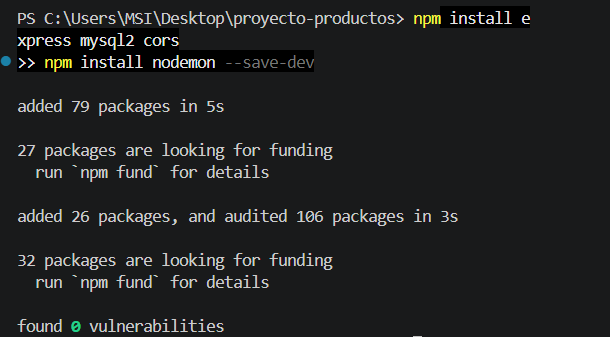 PS C:\Users\MSI\Desktop\proyecto-productos> npm install e
xpress mysql2 cors
>> npm install nodemon --save-dev
added 79 packages in 5s
27 packages are looking for funding
run `npm fund` for details
added 26 packages, and audited 106 packages in 3s
32 packages are looking for funding
run `npm fund` for details
found 0 vulnerabilities